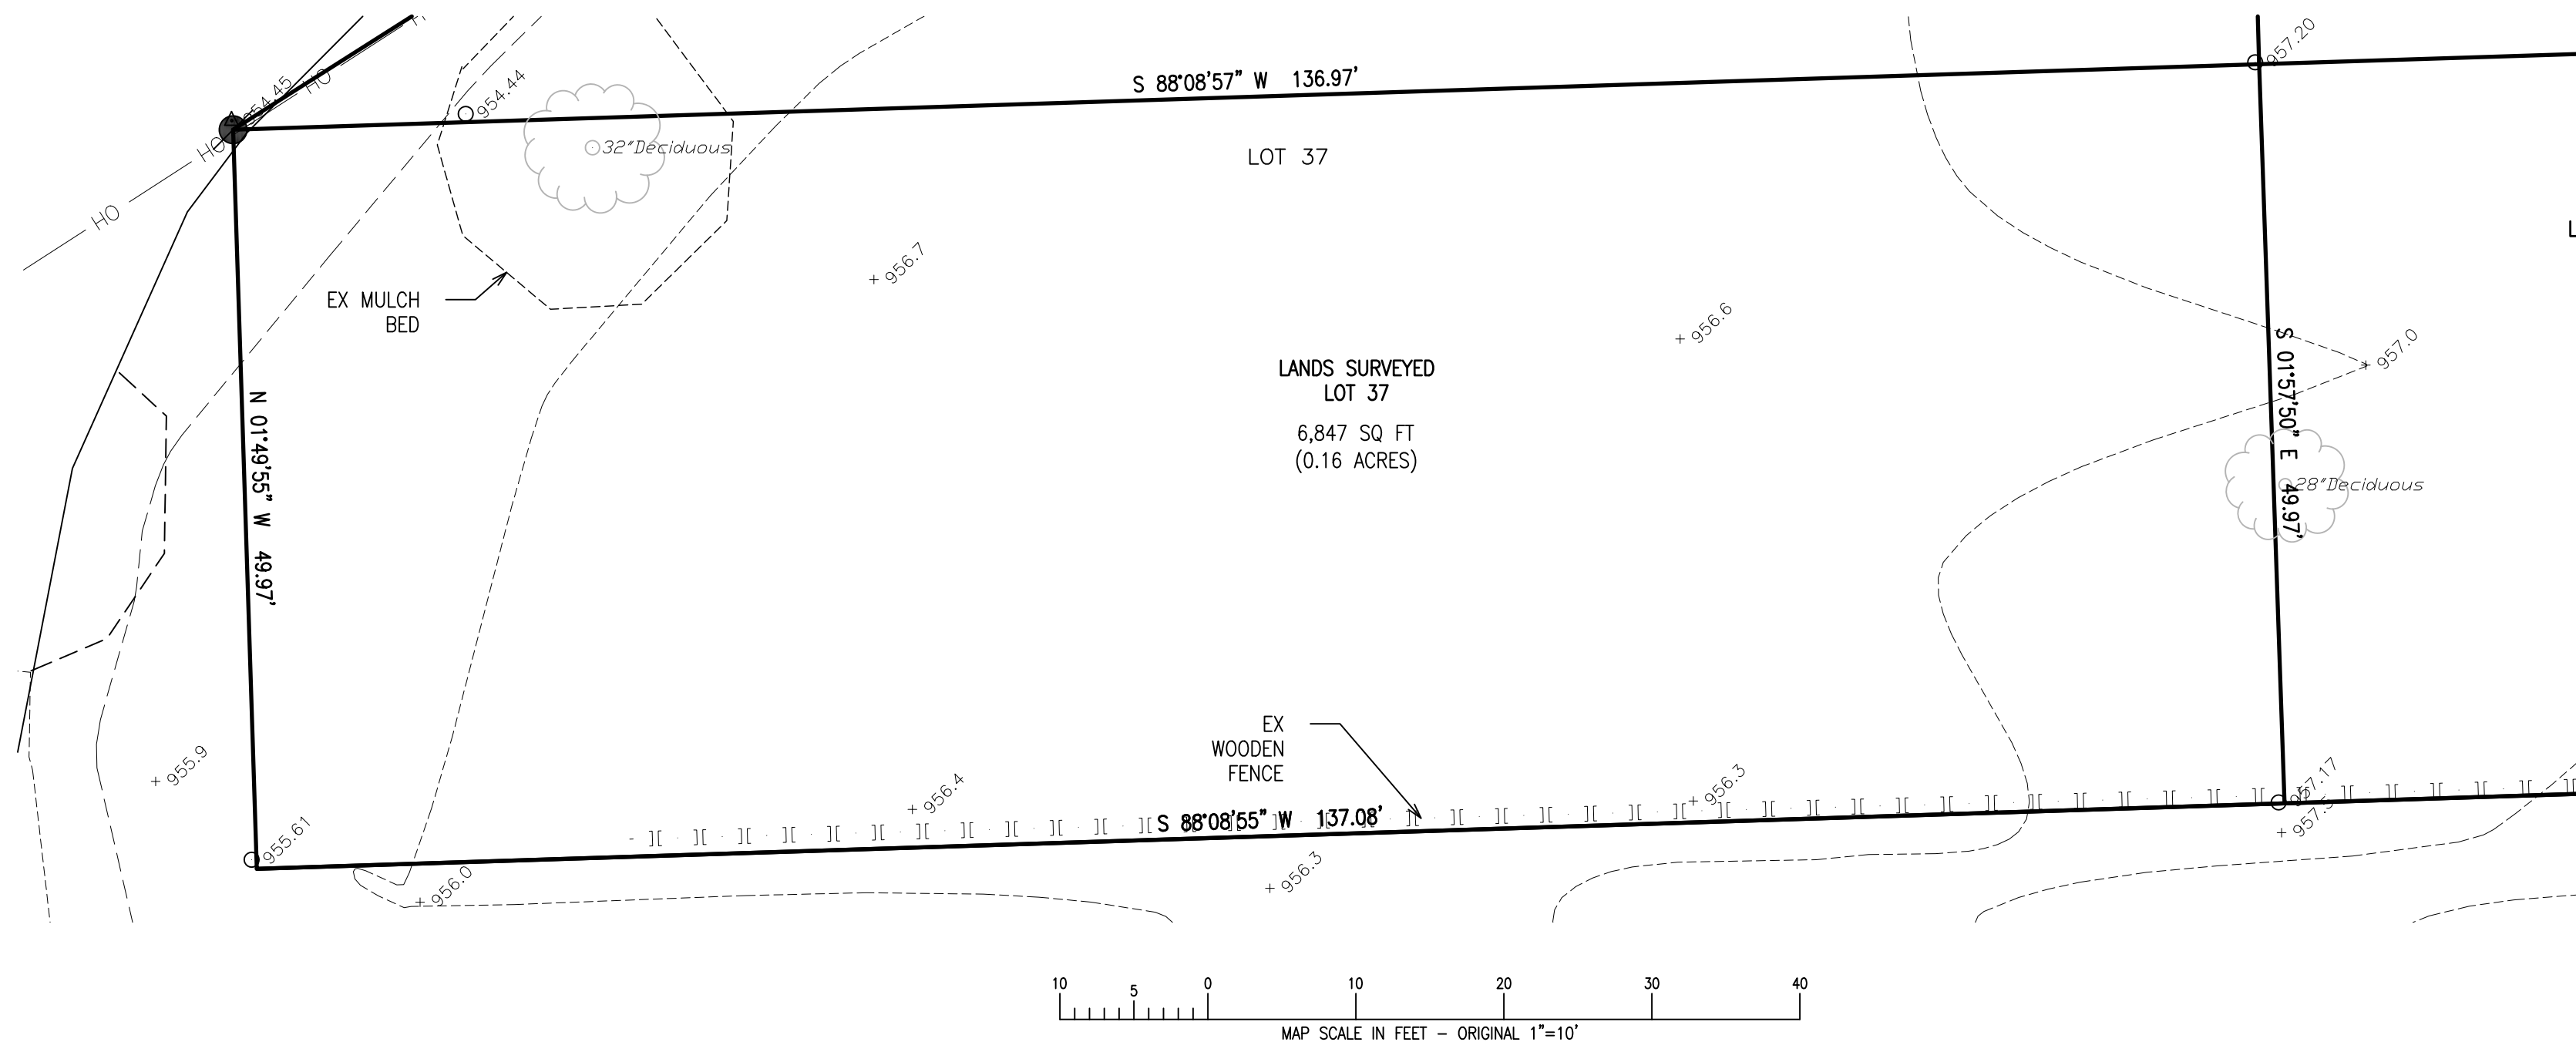 957.20
954.44
954.45
HO
HO
HO
S 88°08'57" W 136.97'
32"Deciduous
LOT 37
L
956.7
EX MULCH
BED
956.6
957.0
LANDS SURVEYED
LOT 37
6,847 SQ FT
(0.16 ACRES)
N 01°49'55" W 49.97'
S 01°57'50" E 49.97'
28"Deciduous
EX
WOODEN
FENCE
955.9
956.4
956.3
957.17
S 88°08'55" W 137.08'
955.61
956.0
956.3
10 5 0 10 20 30 40
MAP SCALE IN FEET – ORIGINAL 1"=10'